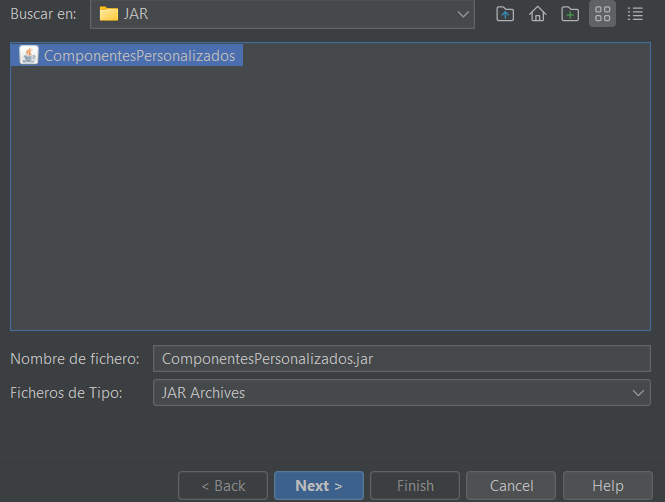 Buscar en: JAR
ComponentesPersonalizados
Nombre de fichero: ComponentesPersonalizados.jar
Ficheros de Tipo: JAR Archives
< Back Next > Finish Cancel Help